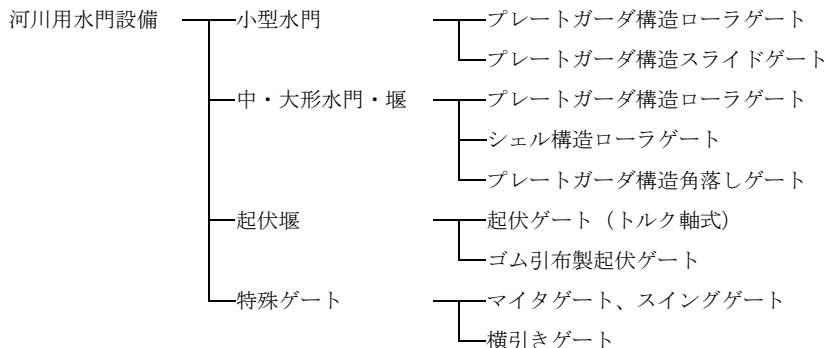 河川用水門設備 小型水門 プレートガーダ構造ローラゲート
プレートガーダ構造スライドゲート
中・大形水門・堰 プレートガーダ構造ローラゲート
シェル構造ローラゲート
プレートガーダ構造角落しゲート
起伏堰 起伏ゲート（トルク軸式）
ゴム引布製起伏ゲート
特殊ゲート マイタゲート、スイングゲート
横引きゲート